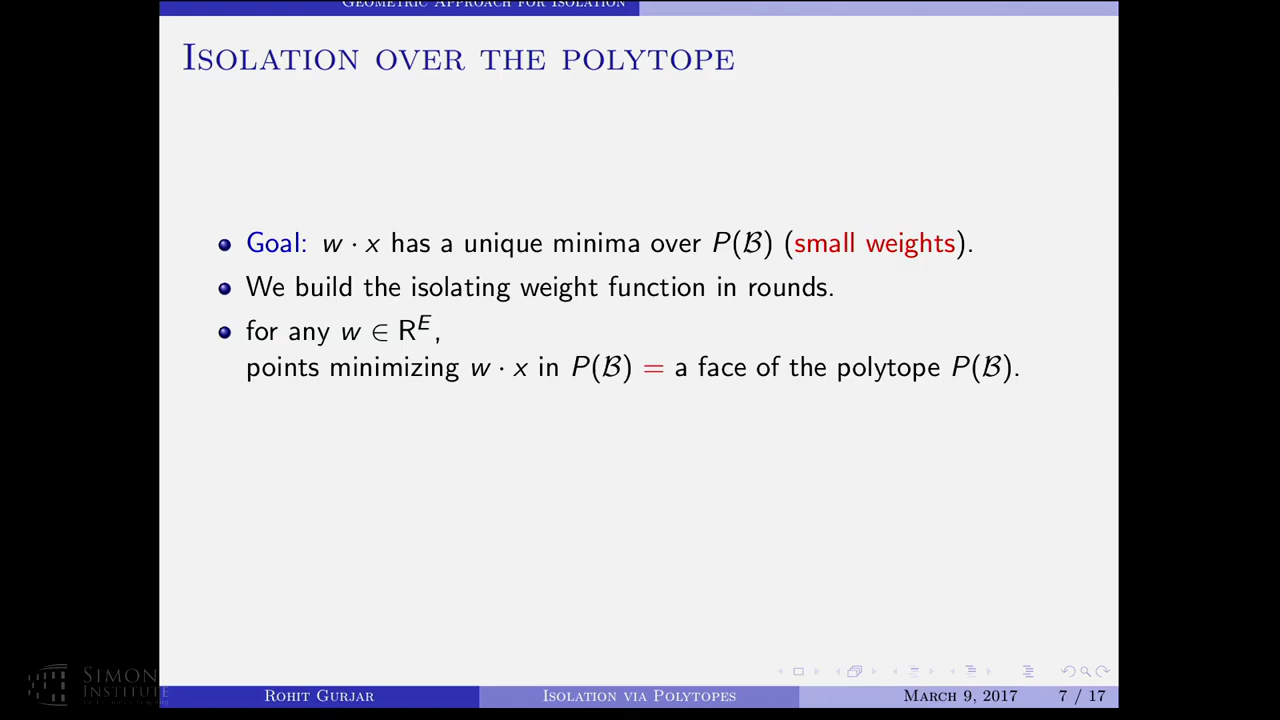 Geometric Approach for Isolation
Isolation over the polytope
Goal: w · x has a unique minima over P(ℬ) (small weights).
We build the isolating weight function in rounds.
for any w ∈ R^E,
points minimizing w · x in P(ℬ) = a face of the polytope P(ℬ).
Simon
Institute
Rohit Gurjar Isolation via Polytopes March 9, 2017 7 / 17